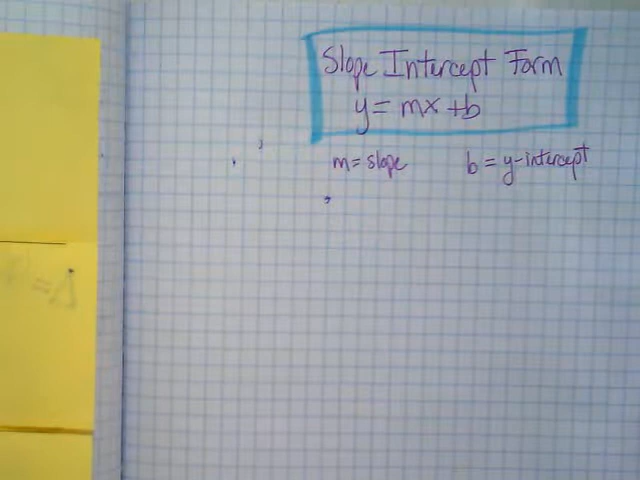 Slope Intercept Form
y = mx + b
m = slope b = y-intercept